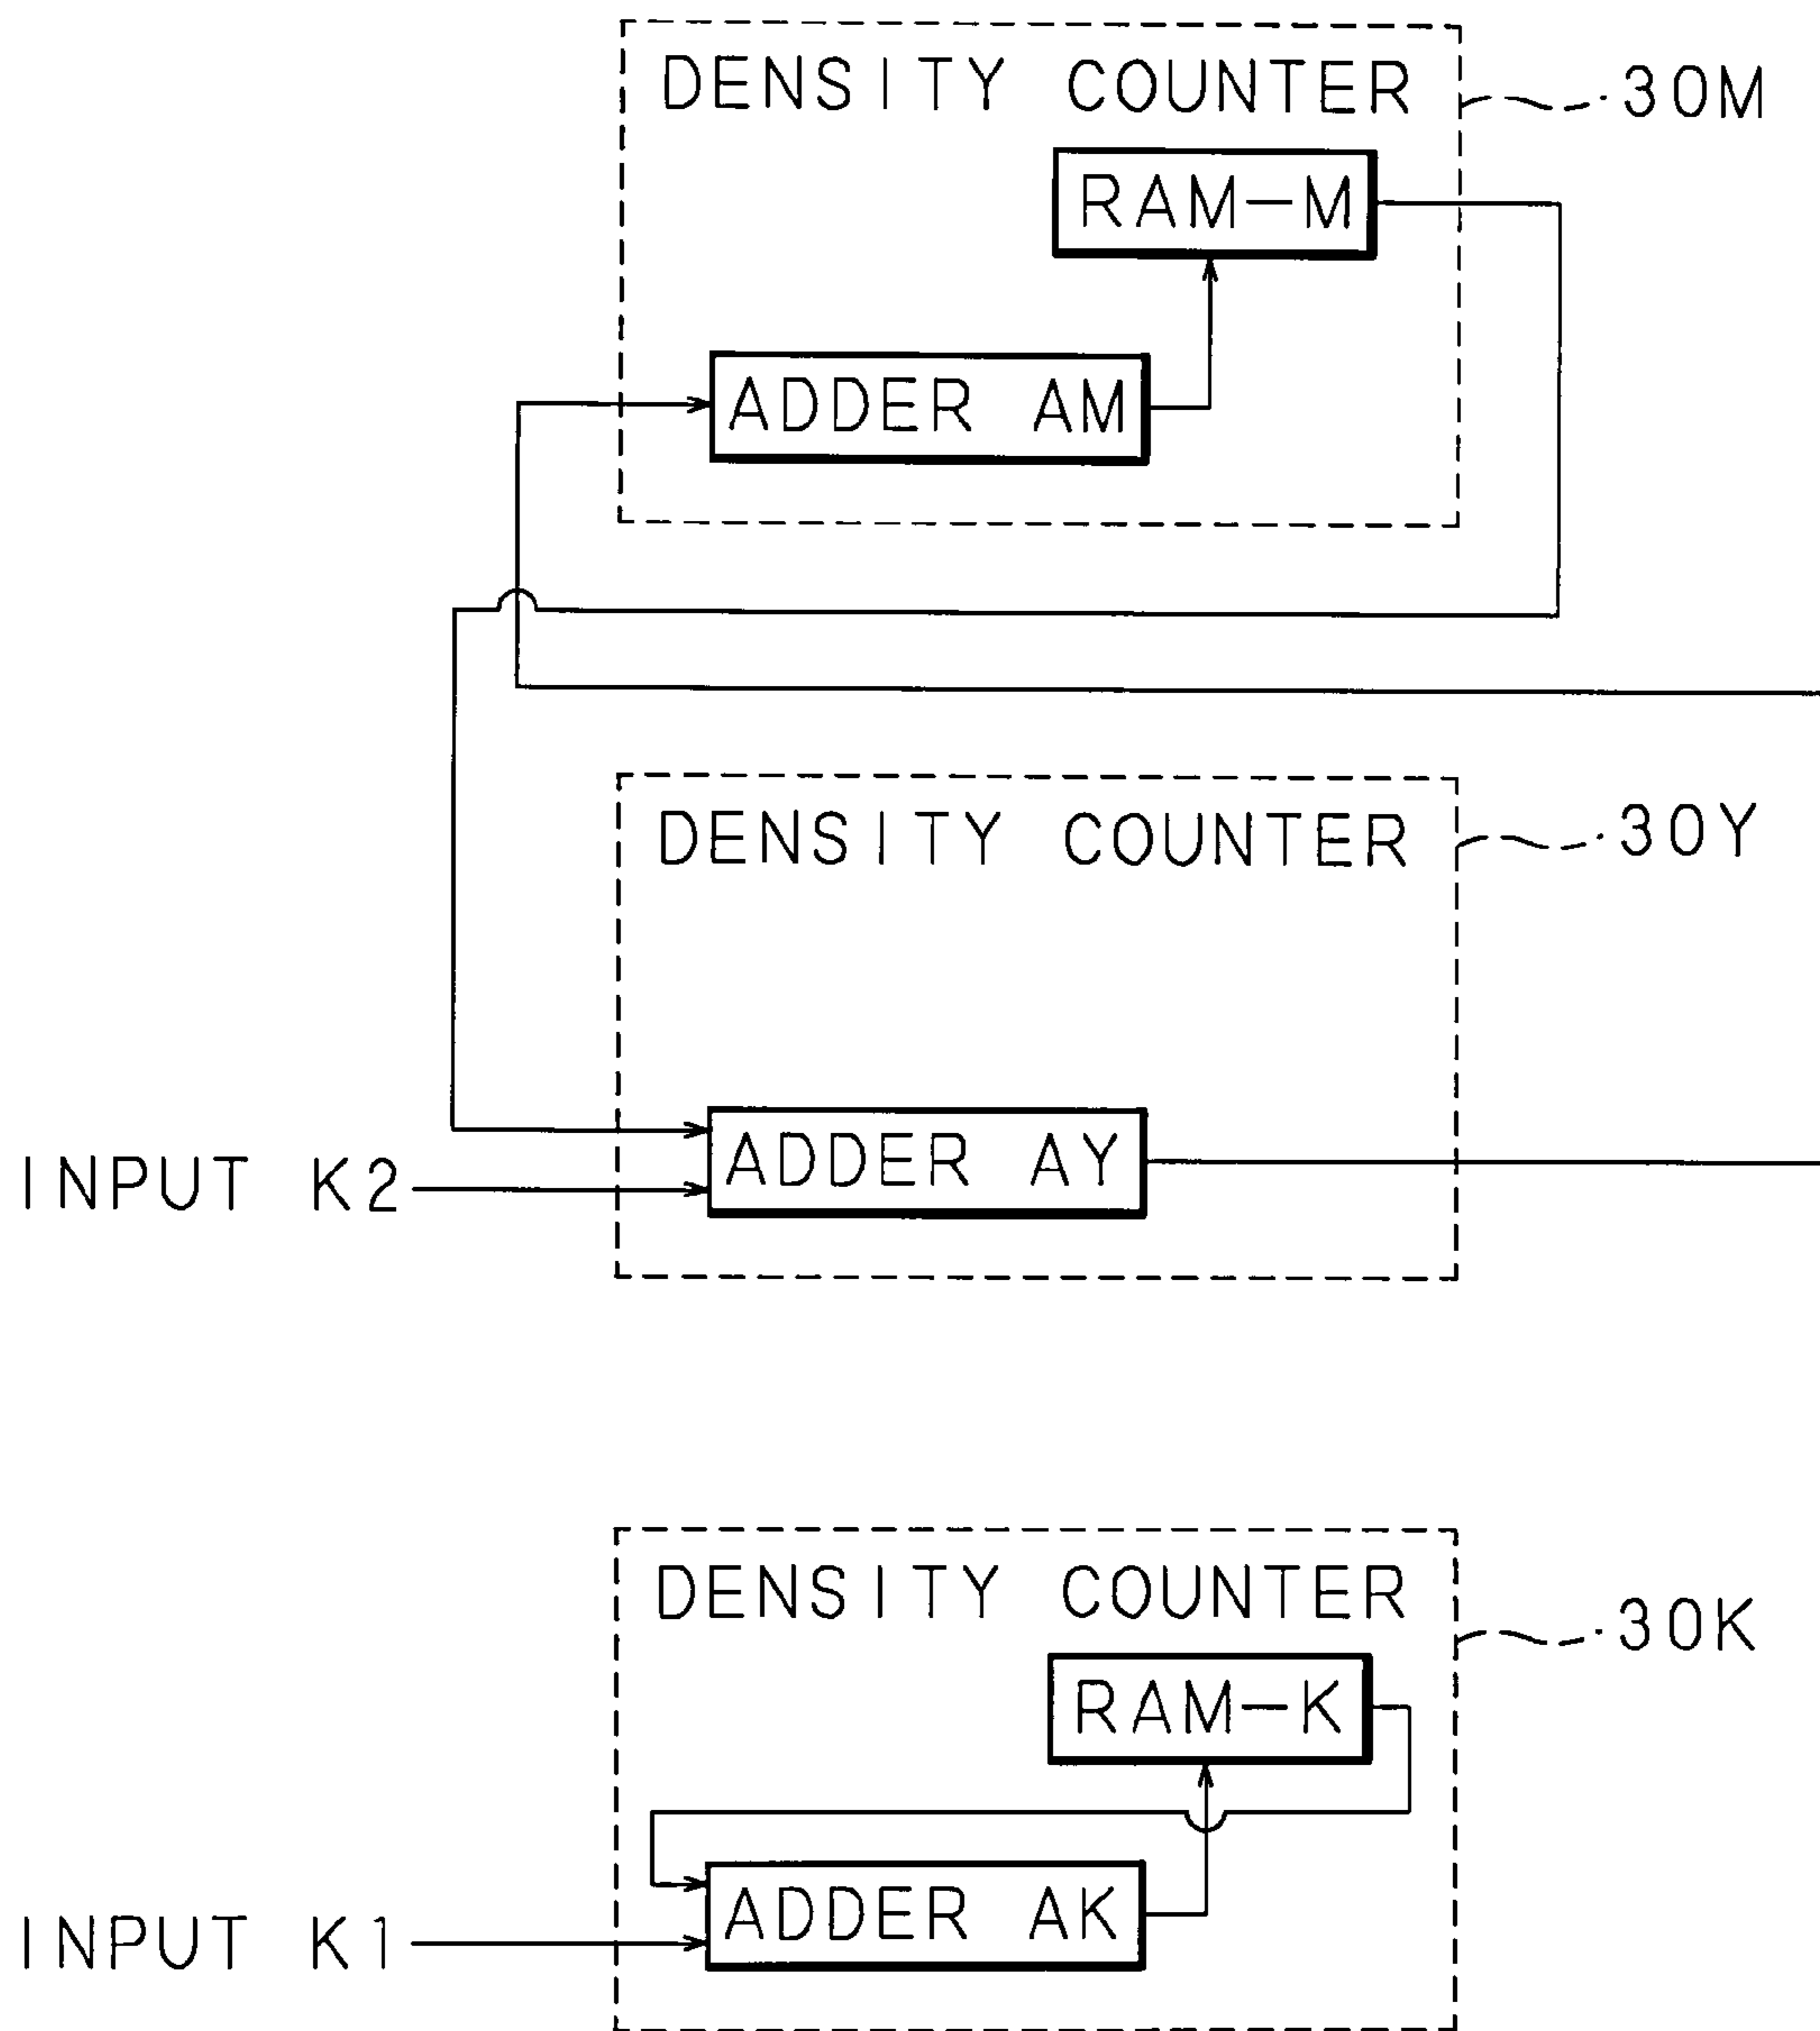 DENSITY COUNTER
30M
RAM-M
ADDER AM
DENSITY COUNTER
30Y
ADDER AY
INPUT K2
DENSITY COUNTER
30K
RAM-K
ADDER AK
INPUT K1